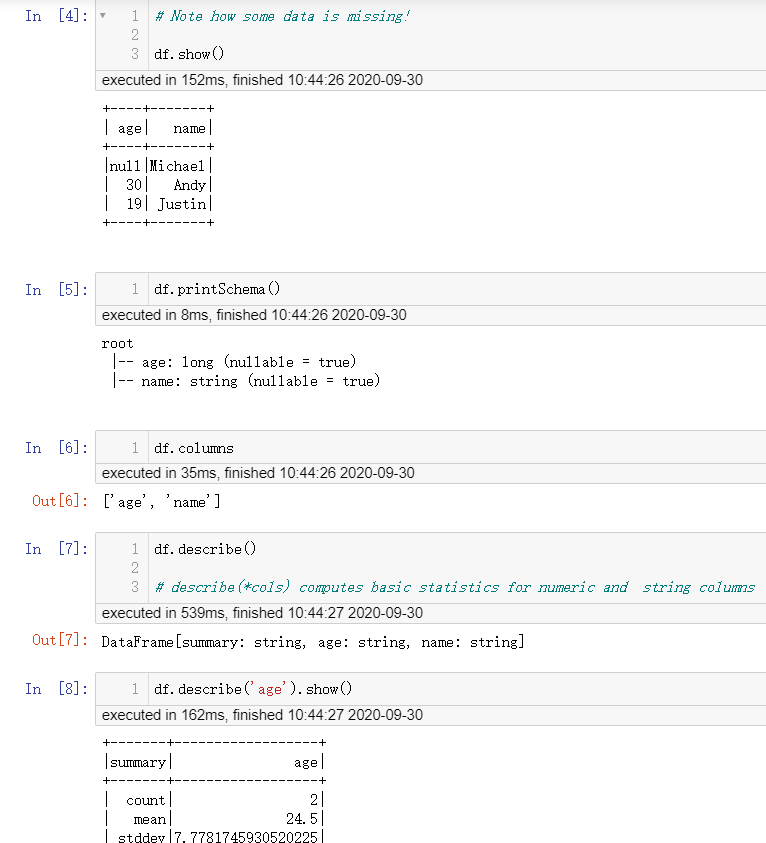 In [4]: ▾ 1 # Note how some data is missing!
2
3 df.show()
executed in 152ms, finished 10:44:26 2020-09-30
+----+-------+
| age|   name|
+----+-------+
|null|Michael|
|  30|   Andy|
|  19| Justin|
+----+-------+
In [5]: 1 df.printSchema()
executed in 8ms, finished 10:44:26 2020-09-30
root
 |-- age: long (nullable = true)
 |-- name: string (nullable = true)
In [6]: 1 df.columns
executed in 35ms, finished 10:44:26 2020-09-30
Out[6]: ['age', 'name']
In [7]: 1 df.describe()
2
3 # describe(*cols) computes basic statistics for numeric and  string columns
executed in 539ms, finished 10:44:27 2020-09-30
Out[7]: DataFrame[summary: string, age: string, name: string]
In [8]: 1 df.describe('age').show()
executed in 162ms, finished 10:44:27 2020-09-30
+-------+------------------+
|summary|               age|
+-------+------------------+
|  count|                 2|
|   mean|              24.5|
| stddev|7.7781745930520225|